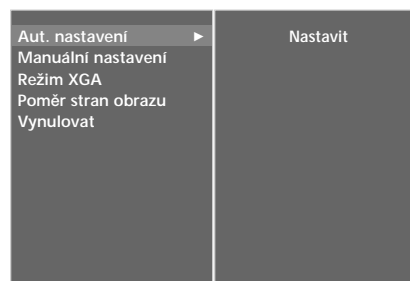 Aut. nastavení ►
Nastavit
Manuální nastavení
Režim XGA
Poměr stran obrazu
Vynulovat